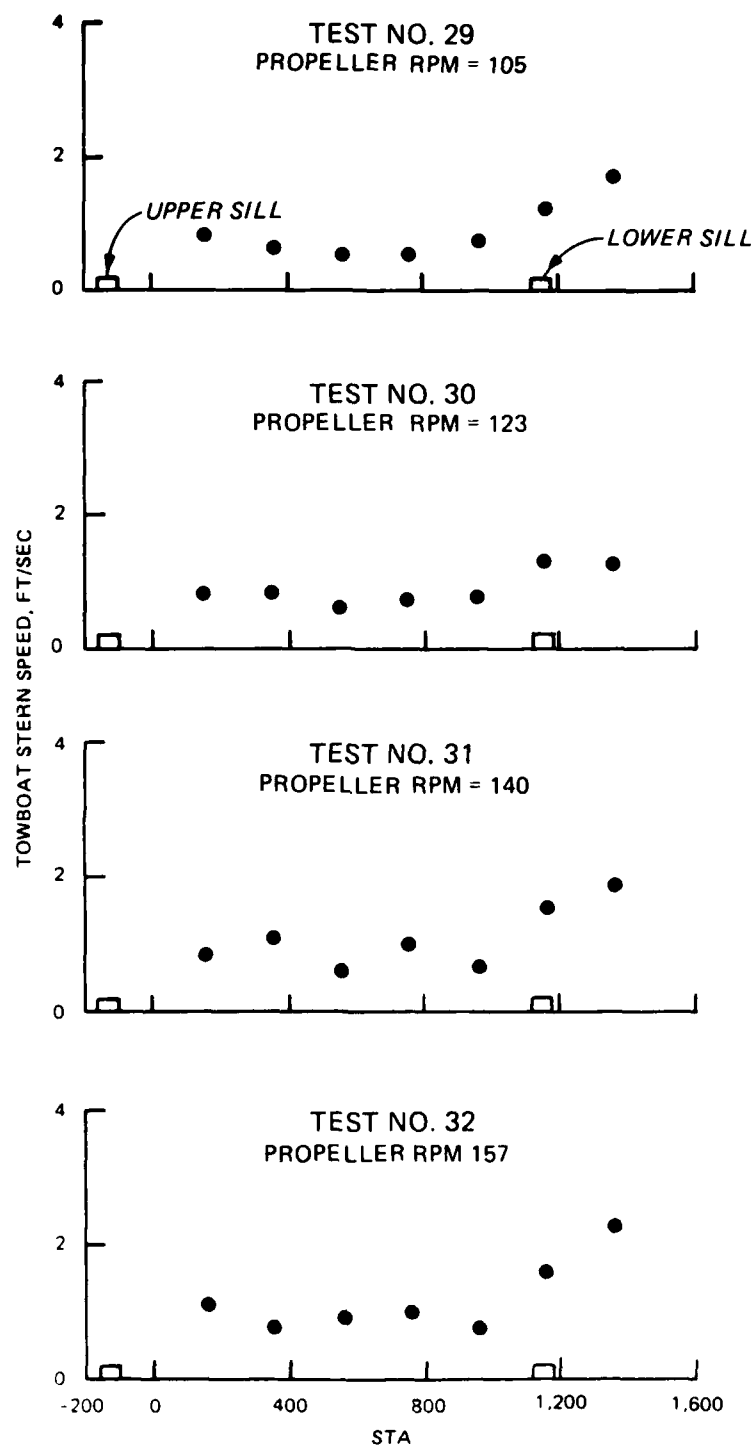 TEST NO. 29
PROPELLER RPM = 105
4
2
0
UPPER SILL
LOWER SILL
TEST NO. 30
PROPELLER RPM = 123
4
2
0
TOWBOAT STERN SPEED, FT/SEC
TEST NO. 31
PROPELLER RPM = 140
4
2
0
TEST NO. 32
PROPELLER RPM 157
4
2
0
-200 0 400 800 1,200 1,600
STA